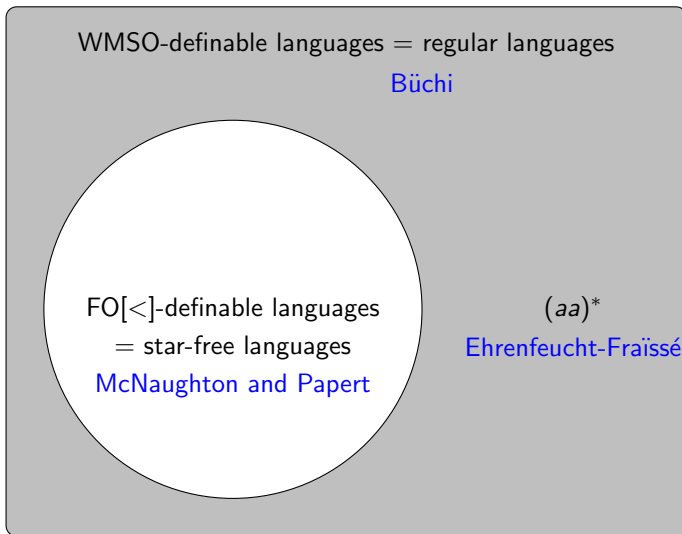 WMSO-definable languages = regular languages
Büchi
FO[<]-definable languages
= star-free languages
McNaughton and Papert
(aa)*
Ehrenfeucht-Fraïssé